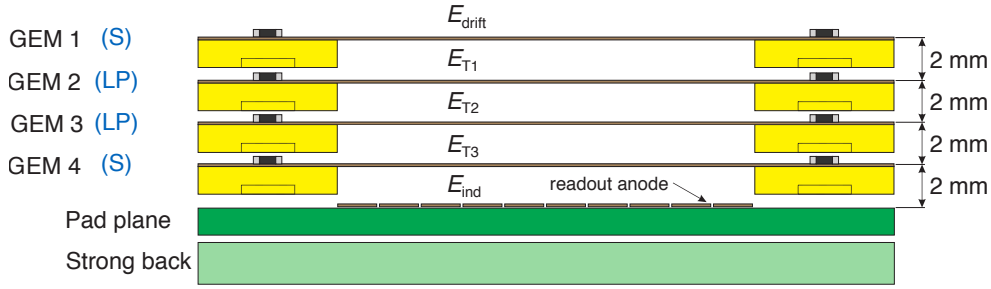 E_drift
GEM 1 (S)
E_T1
2 mm
GEM 2 (LP)
E_T2
2 mm
GEM 3 (LP)
E_T3
2 mm
GEM 4 (S)
E_ind
readout anode
2 mm
Pad plane
Strong back